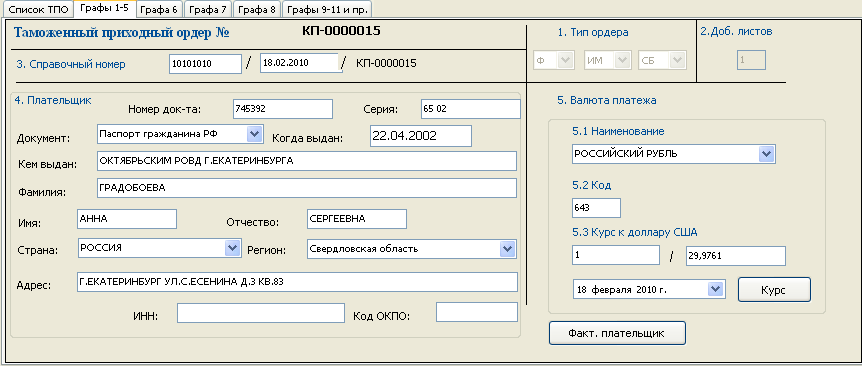 Список ТПО Графы 1-5 Графа 6 Графа 7 Графа 8 Графы 9-11 и пр.
Таможенный приходный ордер № КП-0000015
1. Тип ордера 2.Доб. листов
3. Справочный номер 10101010 / 18.02.2010 / КП-0000015 Ф ИМ СБ 1
4. Плательщик 5. Валюта платежа
Номер док-та: 745392 Серия: 65 02
Документ: Паспорт гражданина РФ Когда выдан: 22.04.2002
5.1 Наименование
Кем выдан: ОКТЯБРЬСКИМ РОВД Г.ЕКАТЕРИНБУРГА РОССИЙСКИЙ РУБЛЬ
Фамилия: ГРАДОБОЕВА
5.2 Код
643
Имя: АННА Отчество: СЕРГЕЕВНА
5.3 Курс к доллару США
Страна: РОССИЯ Регион: Свердловская область 1 / 29,9761
Адрес: Г.ЕКАТЕРИНБУРГ УЛ.С.ЕСЕНИНА Д.3 КВ.83 18 февраля 2010 г. Курс
ИНН: Код ОКПО:
Факт. плательщик